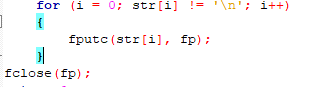 for (i = 0; str[i] != '\n'; i++)
{
fputc(str[i], fp);
}
fclose(fp);